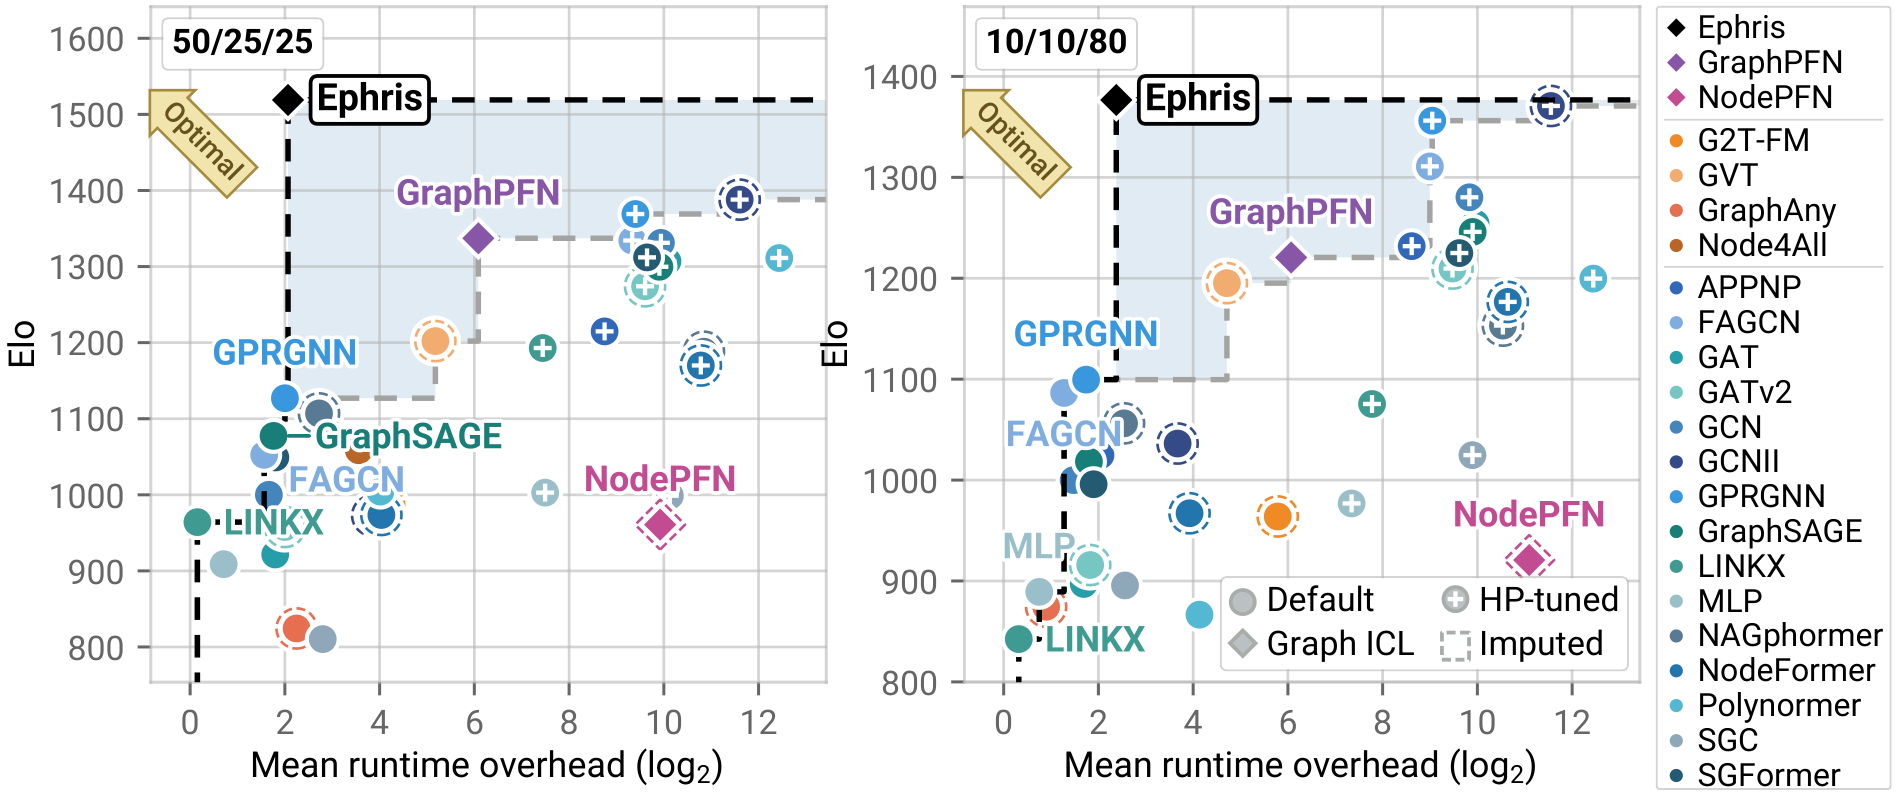 50/25/25
Elo
1600
1500
1400
1300
1200
1100
1000
900
800
Optimal
Ephris
GraphPFN
GPRGNN
GraphSAGE
FAGCN
NodePFN
LINKX
0 2 4 6 8 10 12
Mean runtime overhead (log2)
10/10/80
Elo
1400
1300
1200
1100
1000
900
800
Optimal
Ephris
GraphPFN
GPRGNN
FAGCN
NodePFN
MLP
LINKX
Default
HP-tuned
Graph ICL
Imputed
0 2 4 6 8 10 12
Mean runtime overhead (log2)
Ephris
GraphPFN
NodePFN
G2T-FM
GVT
GraphAny
Node4All
APPNP
FAGCN
GAT
GATv2
GCN
GCNII
GPRGNN
GraphSAGE
LINKX
MLP
NAGphormer
NodeFormer
Polynormer
SGC
SGFormer